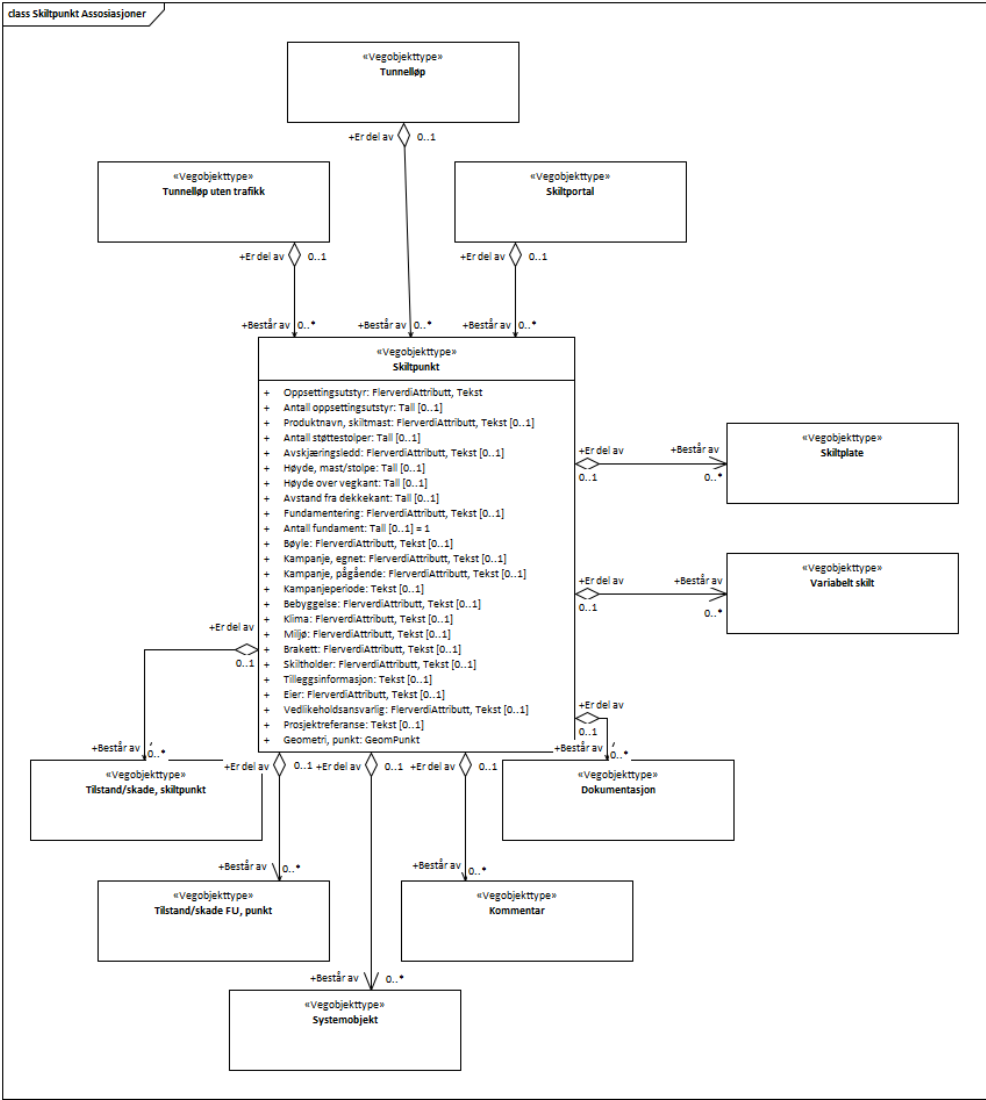 class Skiltpunkt Assosiasjoner
«Vegobjekttype»
Tunnelløp
+Er del av 0..1
«Vegobjekttype»
Tunnelløp uten trafikk
«Vegobjekttype»
Skiltportal
+Er del av 0..1
+Er del av 0..1
+Består av 0..*
+Består av 0..*
+Består av 0..*
«Vegobjekttype»
Skiltpunkt
+ Oppsettingsutstyr: FlerverdiAttributt, Tekst
+ Antall oppsettingsutstyr: Tall [0..1]
+ Produktnavn, skiltmast: FlerverdiAttributt, Tekst [0..1]
+ Antall støttestolper: Tall [0..1]
+ Avskjæringsledd: FlerverdiAttributt, Tekst [0..1]
+ Høyde, mast/stolpe: Tall [0..1]
+ Høyde over vegkant: Tall [0..1]
+ Avstand fra dekkekant: Tall [0..1]
+ Fundamentering: FlerverdiAttributt, Tekst [0..1]
+ Antall fundament: Tall [0..1] = 1
+ Bøyle: FlerverdiAttributt, Tekst [0..1]
+ Kampanje, egnet: FlerverdiAttributt, Tekst [0..1]
+ Kampanje, pågående: FlerverdiAttributt, Tekst [0..1]
+ Kampanjeperiode: Tekst [0..1]
+ Bebyggelse: FlerverdiAttributt, Tekst [0..1]
+ Klima: FlerverdiAttributt, Tekst [0..1]
+ Miljø: FlerverdiAttributt, Tekst [0..1]
+ Brakett: FlerverdiAttributt, Tekst [0..1]
+ Skiltholder: FlerverdiAttributt, Tekst [0..1]
+ Tilleggsinformasjon: Tekst [0..1]
+ Eier: FlerverdiAttributt, Tekst [0..1]
+ Vedlikeholdsansvarlig: FlerverdiAttributt, Tekst [0..1]
+ Prosjektreferanse: Tekst [0..1]
+ Geometri, punkt: GeomPunkt
+Er del av
0..1
+Består av
0..*
«Vegobjekttype»
Skiltplate
+Er del av
0..1
+Består av
0..*
«Vegobjekttype»
Variabelt skilt
+Er del av
0..1
+Består av
0..*
«Vegobjekttype»
Tilstand/skade, skiltpunkt
+Er del av
0..1
+Består av
0..*
«Vegobjekttype»
Dokumentasjon
+Er del av 0..1
+Er del av 0..1
+Er del av 0..1
+Består av 0..*
«Vegobjekttype»
Tilstand/skade FU, punkt
+Består av 0..*
«Vegobjekttype»
Kommentar
+Består av 0..*
«Vegobjekttype»
Systemobjekt